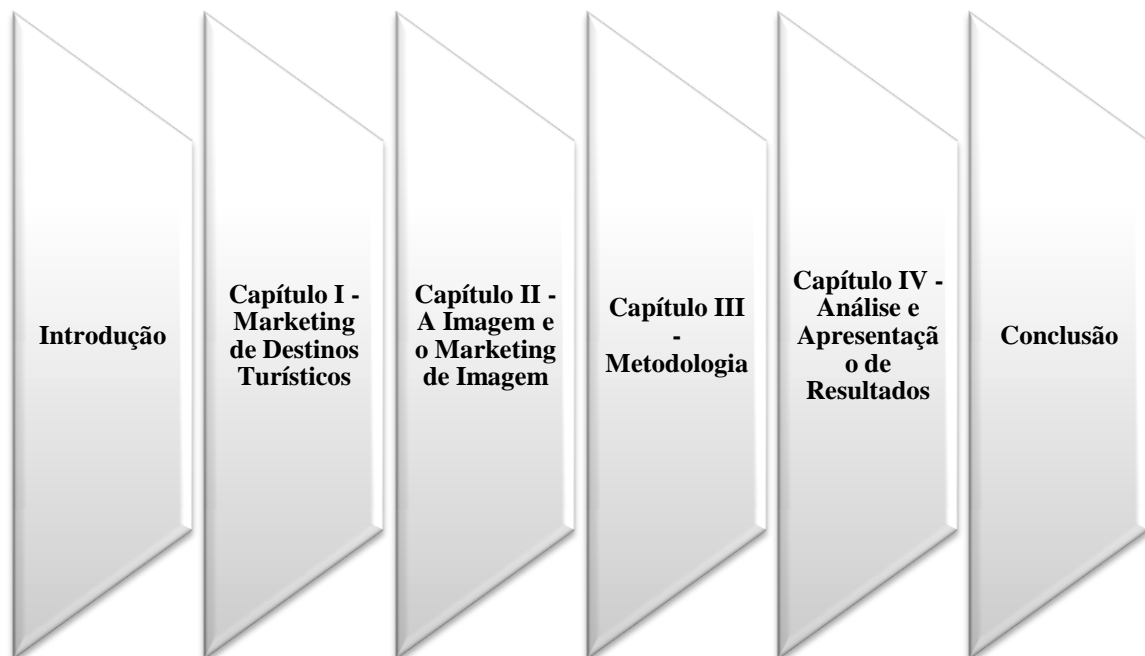 Introdução
Capítulo I -
Marketing
de Destinos
Turísticos
Capítulo II -
A Imagem e
o Marketing
de Imagem
Capítulo III
-
Metodologia
Capítulo IV -
Análise e
Apresentaçã
o de
Resultados
Conclusão